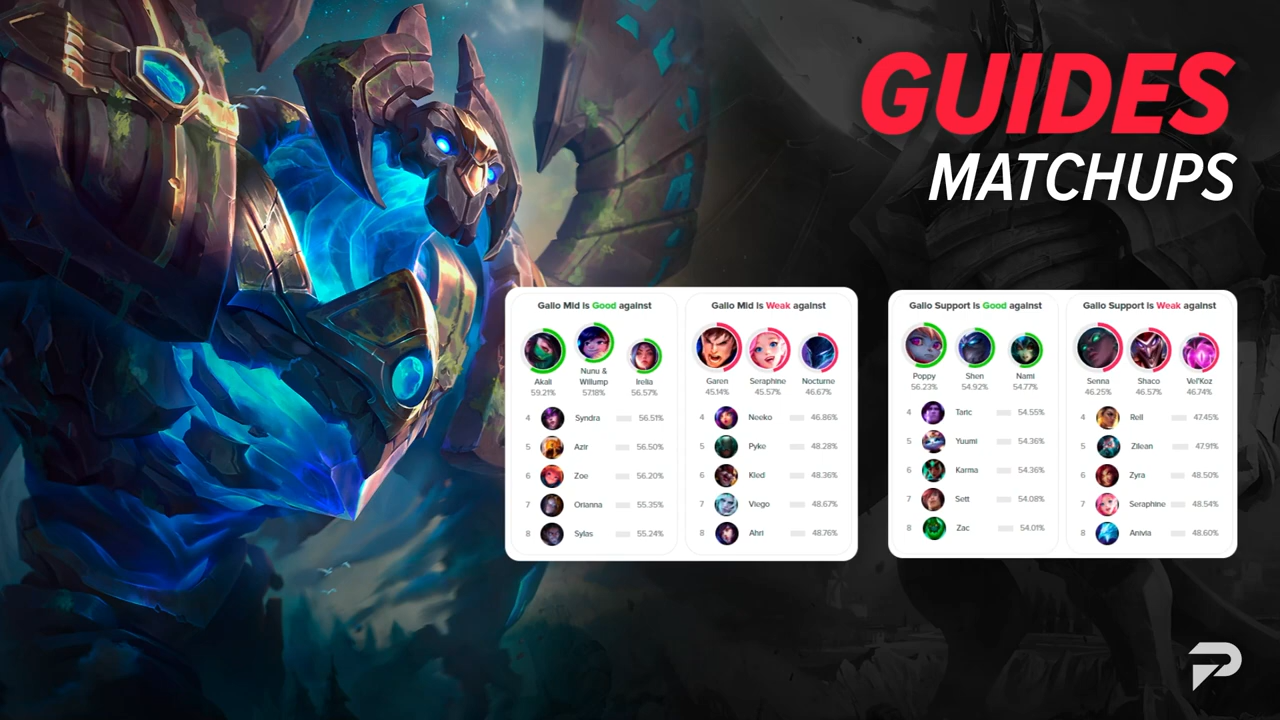 GUIDES
MATCHUPS
Gallo Mid is Good against
Akali
59.21%
Nunu & Willump
57.18%
Irelia
56.57%
4 Syndra 56.51%
5 Azir 56.50%
6 Zoe 56.20%
7 Orianna 55.35%
8 Sylas 55.24%
Gallo Mid is Weak against
Garen
45.14%
Seraphine
45.57%
Nocturne
46.67%
4 Neeko 46.86%
5 Pyke 48.28%
6 Kled 48.36%
7 Viego 48.67%
8 Ahri 48.76%
Gallo Support is Good against
Poppy
56.23%
Shen
54.92%
Nami
54.77%
4 Taric 54.55%
5 Yuumi 54.36%
6 Karma 54.36%
7 Sett 54.08%
8 Zac 54.01%
Gallo Support is Weak against
Senna
46.25%
Shaco
46.57%
Vel'Koz
46.74%
4 Rell 47.45%
5 Zilean 47.91%
6 Zyra 48.50%
7 Seraphine 48.54%
8 Anivia 48.60%